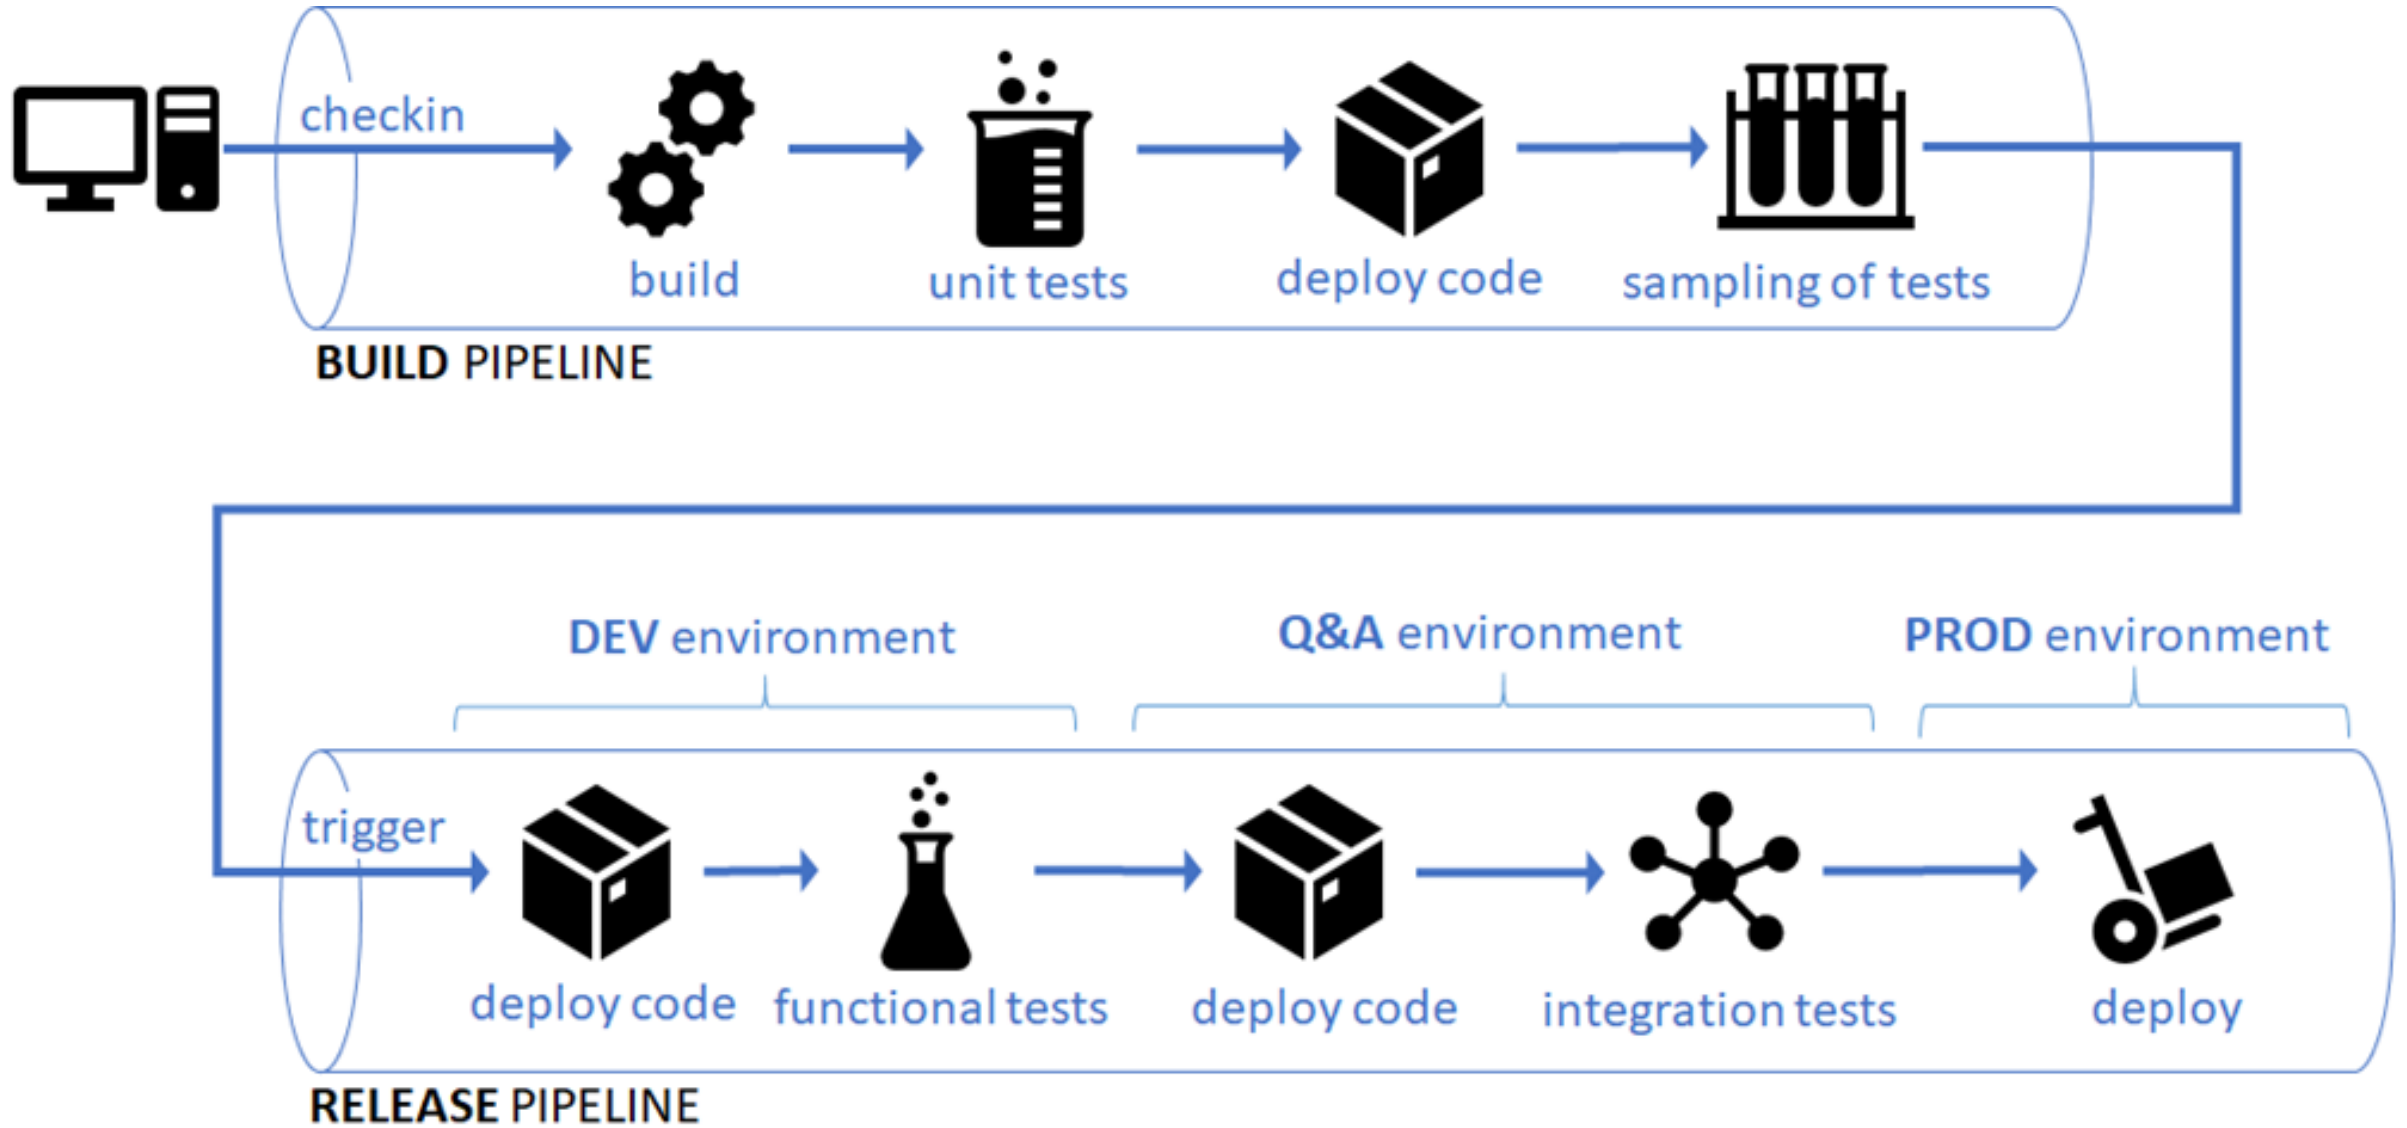 checkin
build
unit tests
deploy code
sampling of tests
BUILD PIPELINE
DEV environment
Q&A environment
PROD environment
trigger
deploy code
functional tests
deploy code
integration tests
deploy
RELEASE PIPELINE